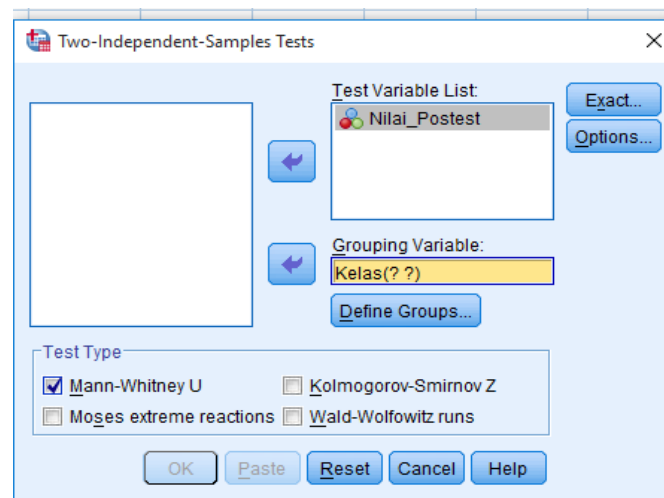 Two-Independent-Samples Tests
Test Variable List:
Nilai_Postest
Exact...
Options...
Grouping Variable:
Kelas(? ?)
Define Groups...
Test Type
Mann-Whitney U
Kolmogorov-Smirnov Z
Moses extreme reactions
Wald-Wolfowitz runs
OK
Paste
Reset
Cancel
Help